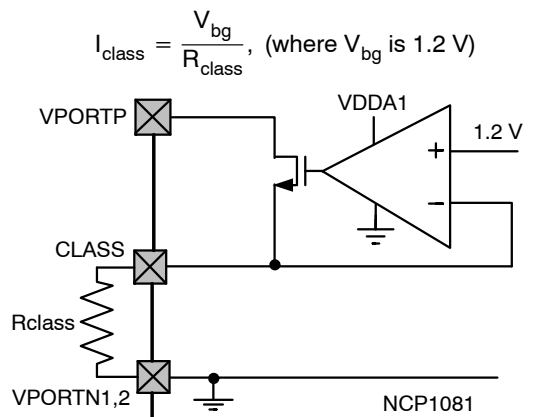 I_class = V_bg / R_class, (where V_bg is 1.2 V)
VPORTP
VDDA1
1.2 V
+
−
CLASS
Rclass
VPORTN1,2
NCP1081